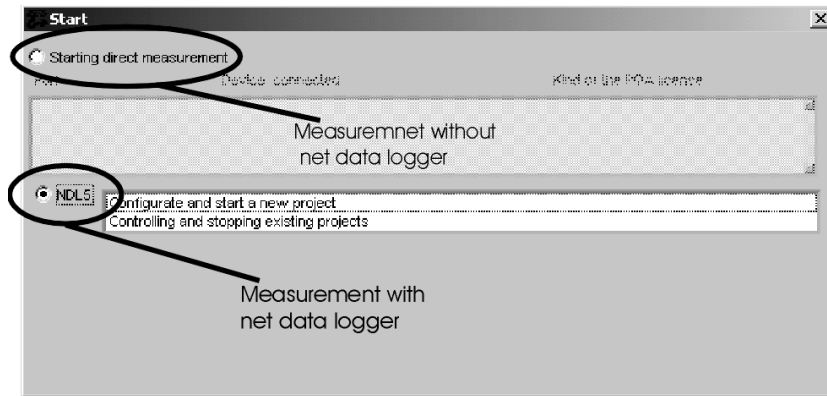 Start
Starting direct measurement
Port Device connected Kind of the PQA licence
Measuremnet without
net data logger
NDL5
Configurate and start a new project
Controlling and stopping existing projects
Measurement with
net data logger